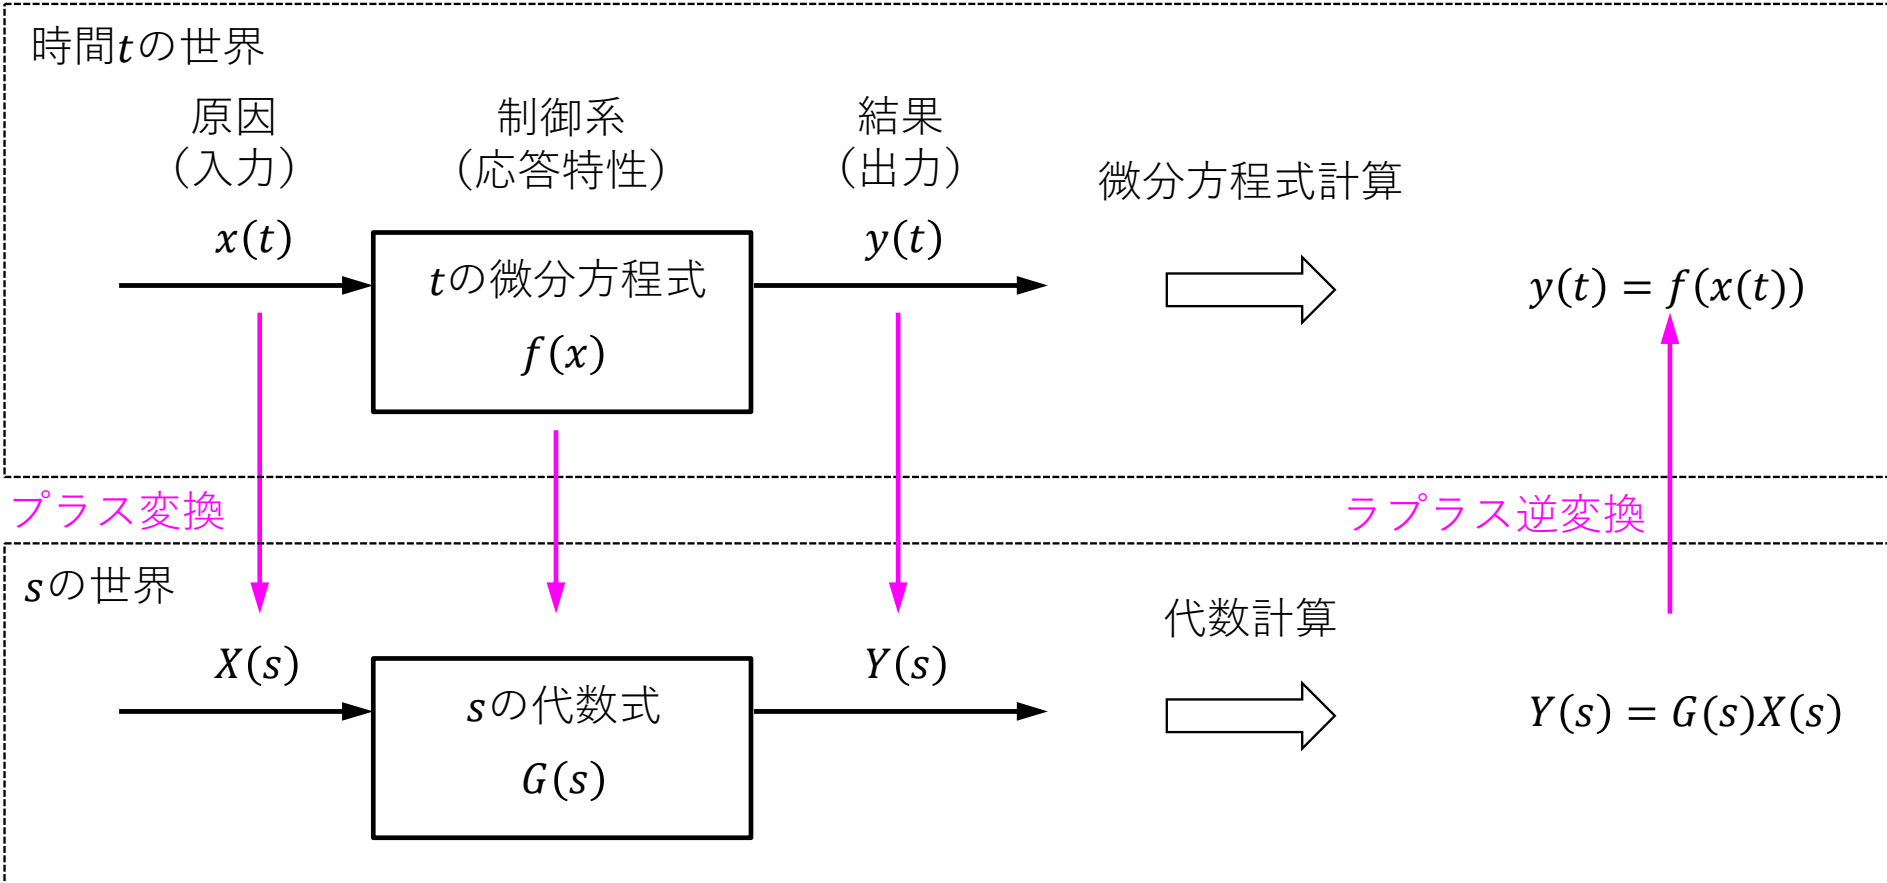 時間tの世界
原因
（入力）
x(t)
制御系
（応答特性）
tの微分方程式
f(x)
結果
（出力）
y(t)
微分方程式計算
y(t) = f(x(t))
プラス変換
ラプラス逆変換
sの世界
X(s)
sの代数式
G(s)
Y(s)
代数計算
Y(s) = G(s)X(s)